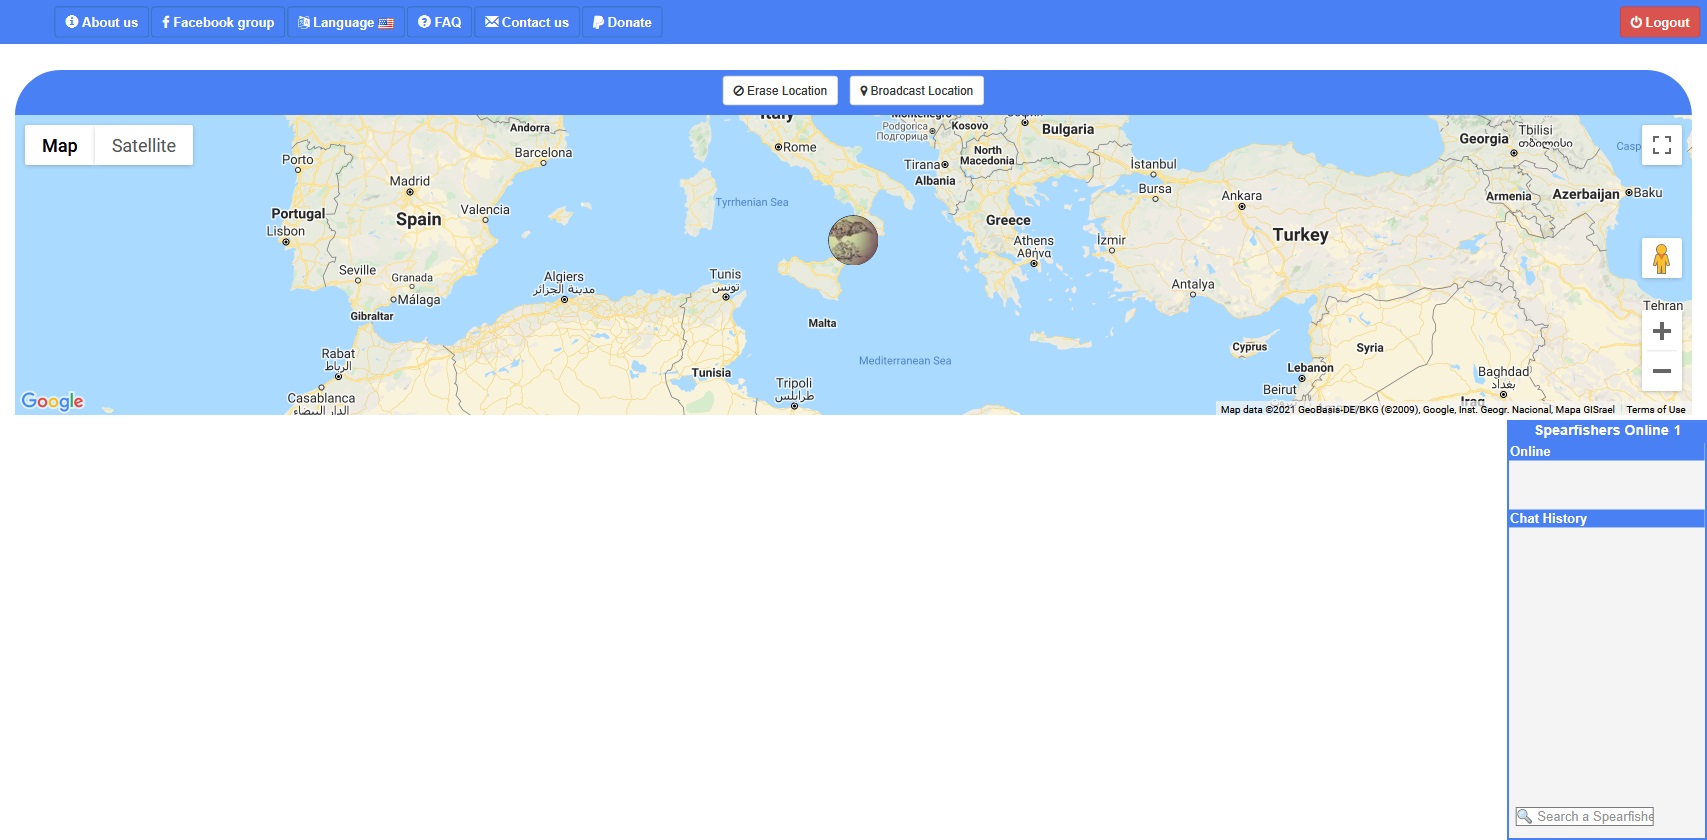 About us
Facebook group
Language
FAQ
Contact us
Donate
Logout
Erase Location
Broadcast Location
Map
Satellite
Italy
Andorra
Barcelona
Porto
Madrid
Valencia
Portugal
Spain
Lisbon
Seville
Granada
Málaga
Gibraltar
Rabat
الرباط
Casablanca
الدار البيضاء
Algiers
مدينة الجزائر
Tunis
تونس
Tunisia
Tripoli
طرابلس
Malta
Mediterranean Sea
Tyrrhenian Sea
Rome
Montenegro
Podgorica
Подгорица
Kosovo
North
Macedonia
Tirana
Albania
Bulgaria
Greece
Athens
Αθήνα
İstanbul
Bursa
İzmir
Ankara
Turkey
Antalya
Cyprus
Lebanon
Beirut
Syria
Baghdad
بغداد
Iraq
Georgia
Tbilisi
თბილისი
Armenia
Azerbaijan
Baku
Casp
Tehran
Google
Map data ©2021 GeoBasis-DE/BKG (©2009), Google, Inst. Geogr. Nacional, Mapa GISrael
Terms of Use
Spearfishers Online 1
Online
Chat History
Search a Spearfishe